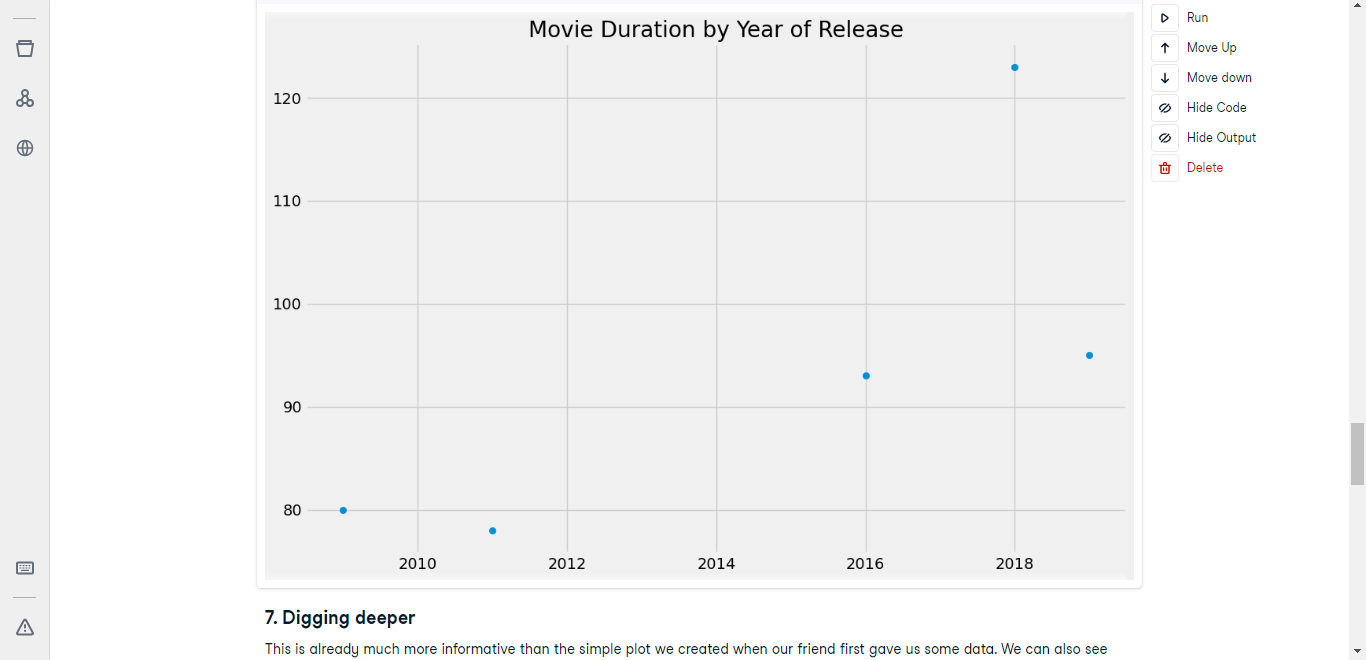 Movie Duration by Year of Release
120
110
100
90
80
2010 2012 2014 2016 2018
Run
Move Up
Move down
Hide Code
Hide Output
Delete
7. Digging deeper
This is already much more informative than the simple plot we created when our friend first gave us some data. We can also see